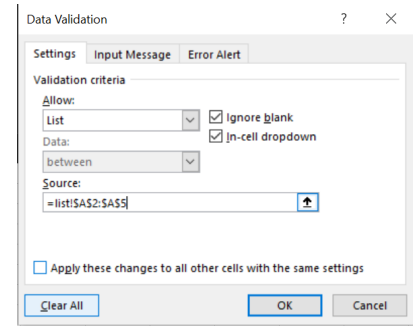 Data Validation ?
Settings Input Message Error Alert
Validation criteria
Allow:
List
Ignore blank
Data:
In-cell dropdown
between
Source:
=list!$A$2:$A$5
Apply these changes to all other cells with the same settings
Clear All OK Cancel